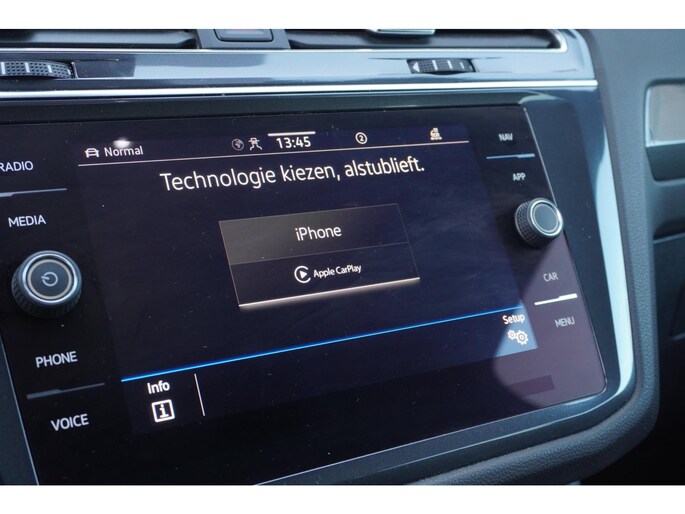 RADIO
MEDIA
PHONE
VOICE
Normal
13:45
2
Technologie kiezen, alstublieft.
iPhone
Apple CarPlay
Setup
Info
i
NAV
APP
CAR
MENU